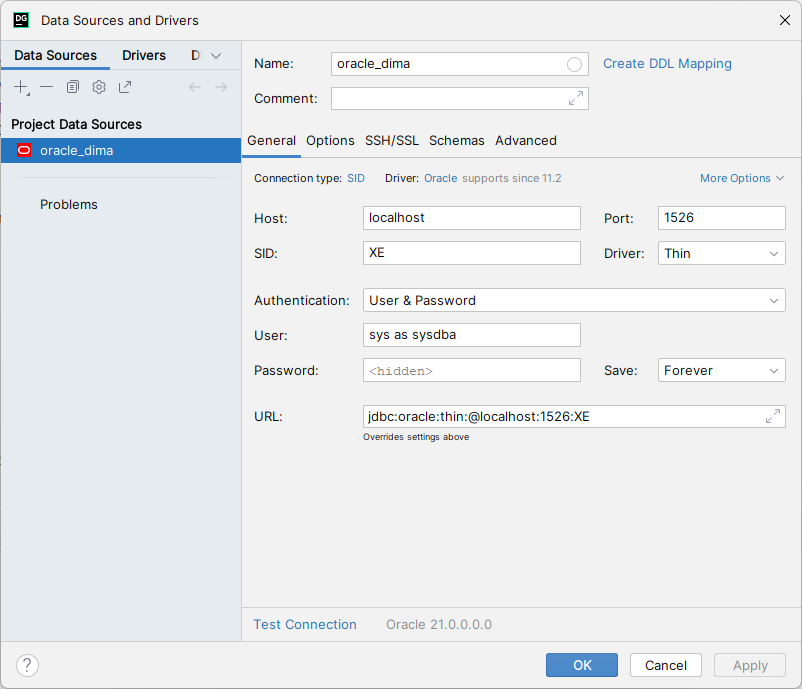 DG Data Sources and Drivers
Data Sources Drivers
Project Data Sources
oracle_dima
Problems
Name: oracle_dima Create DDL Mapping
Comment:
General Options SSH/SSL Schemas Advanced
Connection type: SID Driver: Oracle supports since 11.2 More Options
Host: localhost Port: 1526
SID: XE Driver: Thin
Authentication: User & Password
User: sys as sysdba
Password: <hidden> Save: Forever
URL: jdbc:oracle:thin:@localhost:1526:XE
Overrides settings above
Test Connection Oracle 21.0.0.0.0
? OK Cancel Apply